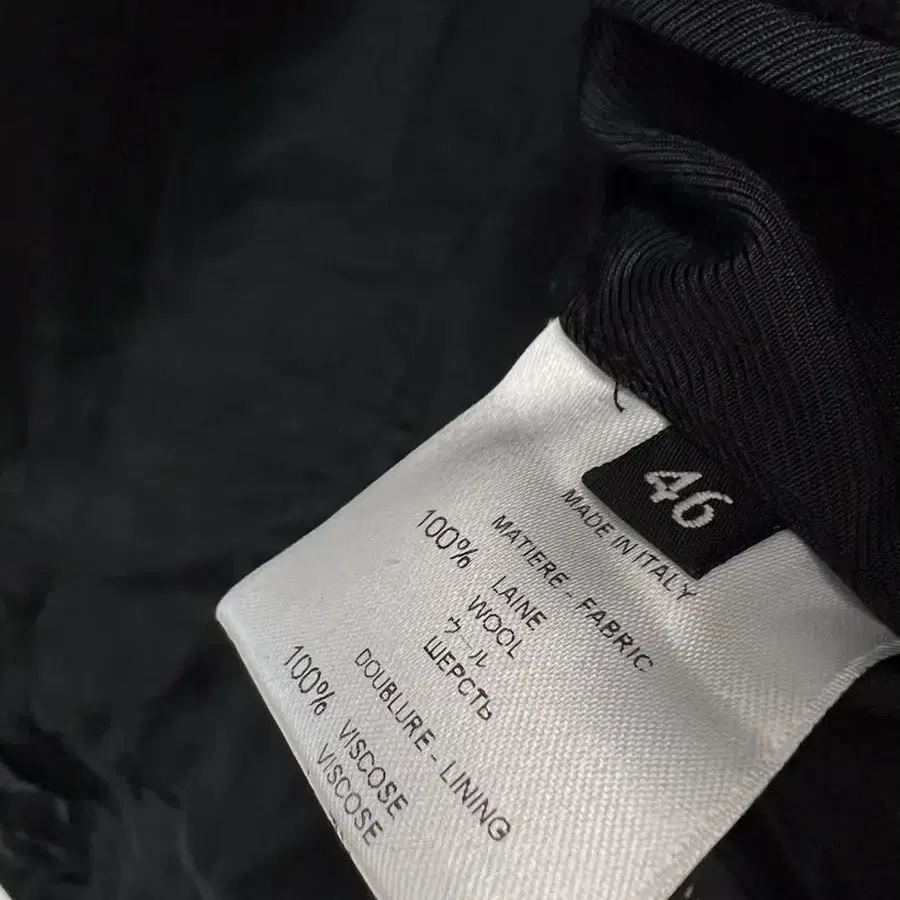 46
MADE IN ITALY
MATIERE - FABRIC
100% LAINE
WOOL
ウール
ШЕРСТЬ
DOUBLURE - LINING
100% VISCOSE
VISCOSE